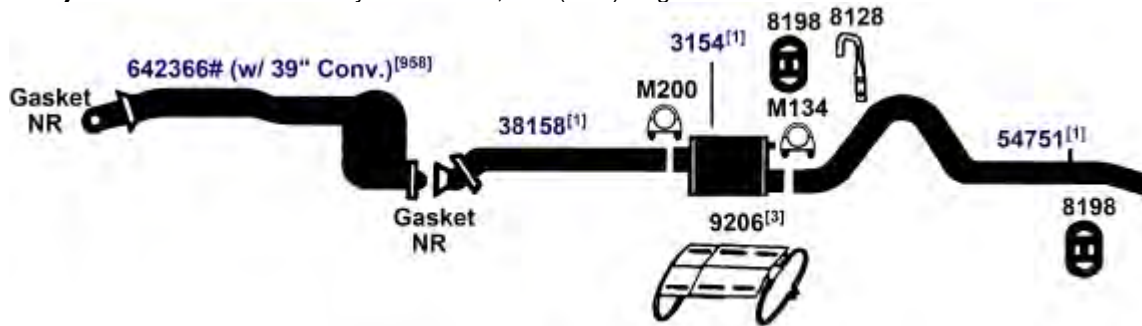 8198 8128
3154[1]
642366# (w/ 39" Conv.)[958]
M200
Gasket
NR
M134
38158[1]
54751[1]
Gasket
NR
9206[3]
8198